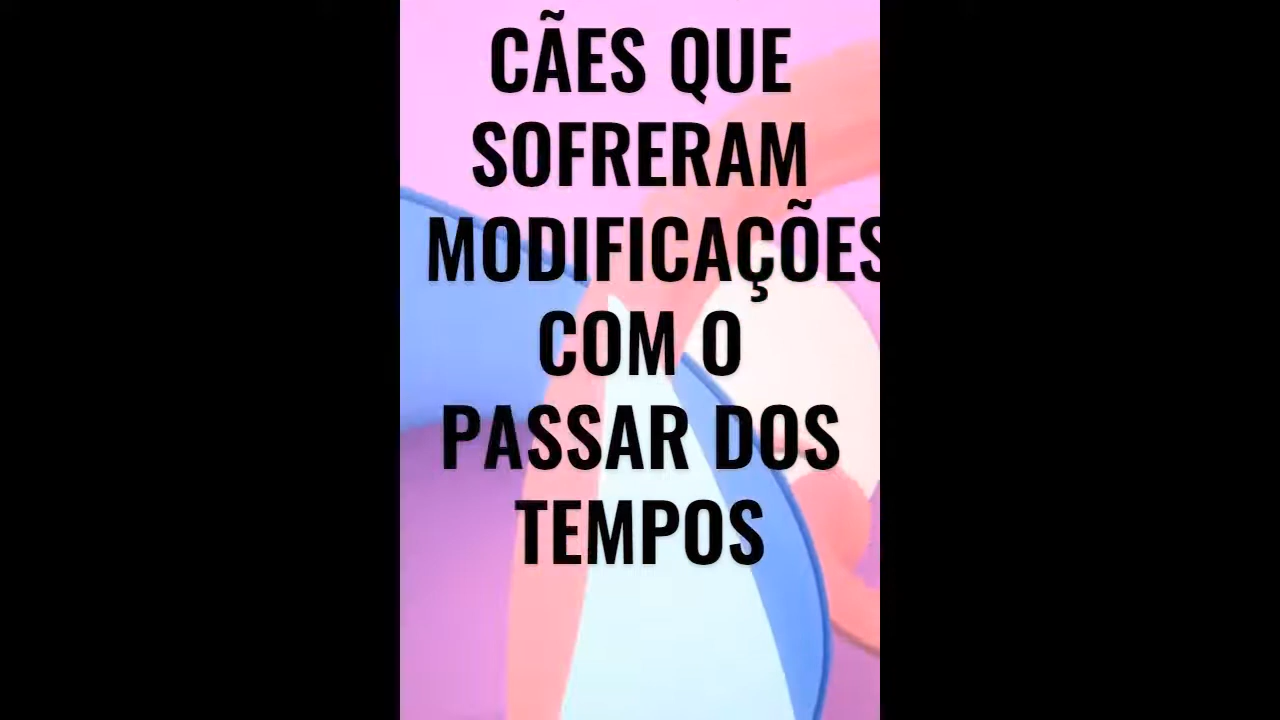 CÃES QUE
SOFRERAM
MODIFICAÇÕES
COM O
PASSAR DOS
TEMPOS